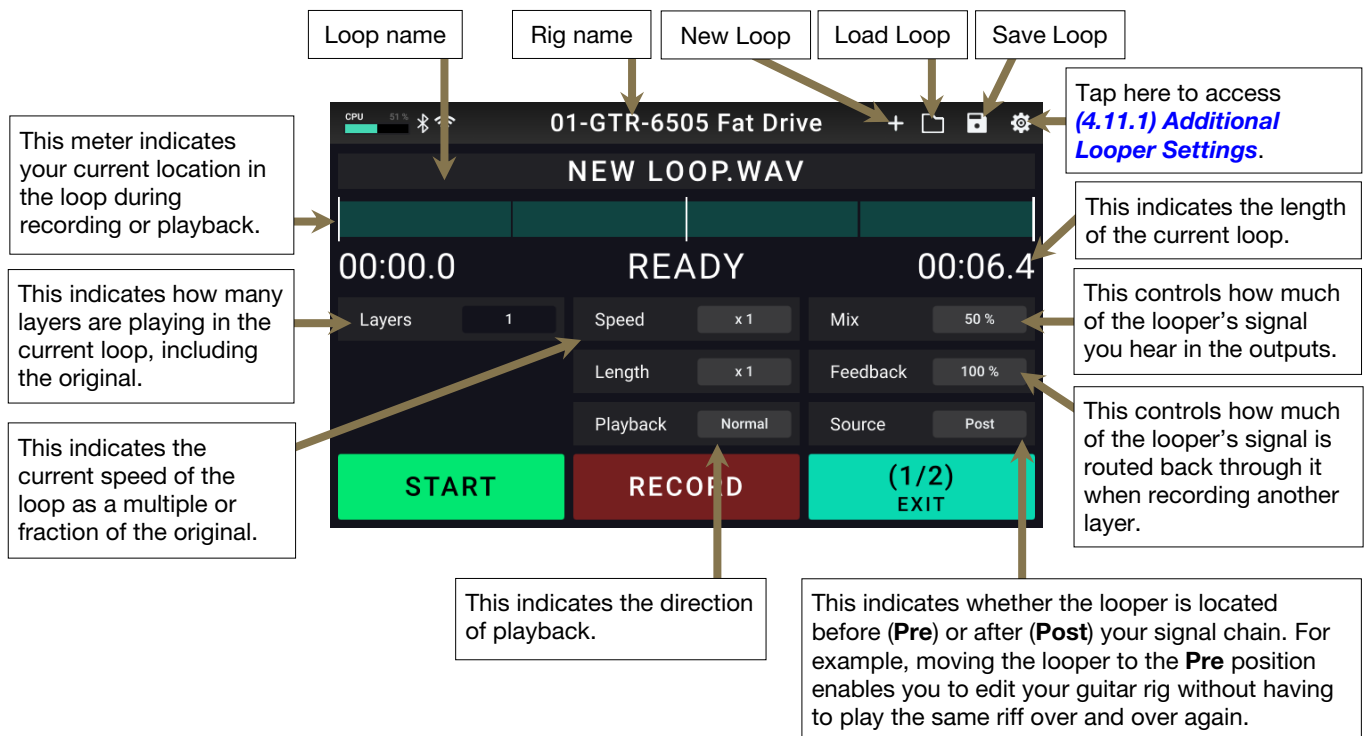 Loop name
Rig name
New Loop
Load Loop
Save Loop
Tap here to access
(4.11.1) Additional
Looper Settings.
This meter indicates
your current location in
the loop during
recording or playback.
CPU 51 %
01-GTR-6505 Fat Drive
NEW LOOP.WAV
This indicates the length
of the current loop.
00:00.0 READY 00:06.4
This indicates how many
layers are playing in the
current loop, including
the original.
Layers 1 Speed x 1 Mix 50 %
Length x 1 Feedback 100 %
Playback Normal Source Post
This controls how much
of the looper’s signal
you hear in the outputs.
This controls how much
of the looper’s signal is
routed back through it
when recording another
layer.
This indicates the
current speed of the
loop as a multiple or
fraction of the original.
START RECORD (1/2)
EXIT
This indicates the direction
of playback.
This indicates whether the looper is located
before (Pre) or after (Post) your signal chain. For
example, moving the looper to the Pre position
enables you to edit your guitar rig without having
to play the same riff over and over again.